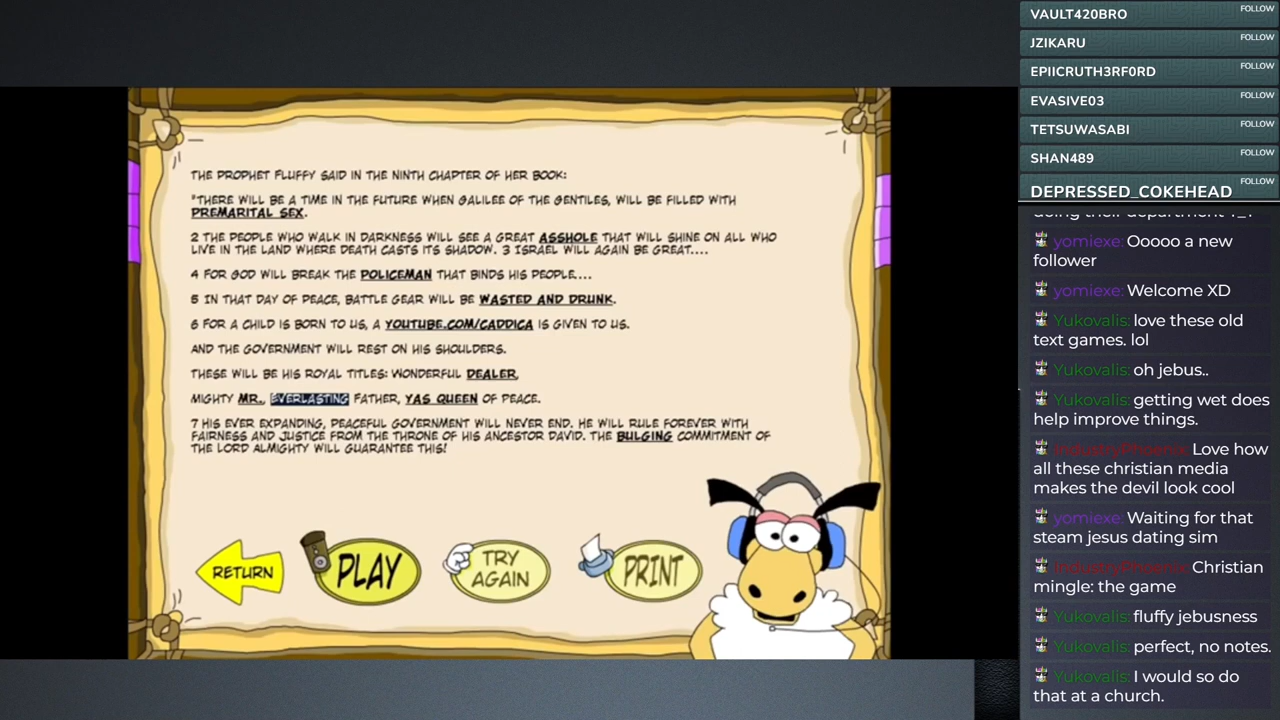 THE PROPHET FLUFFY SAID IN THE NINTH CHAPTER OF HER BOOK:
"THERE WILL BE A TIME IN THE FUTURE WHEN GALILEE OF THE GENTILES, WILL BE FILLED WITH
PREMARITAL SEX.
2 THE PEOPLE WHO WALK IN DARKNESS WILL SEE A GREAT ASSHOLE THAT WILL SHINE ON ALL WHO
LIVE IN THE LAND WHERE DEATH CASTS ITS SHADOW. 3 ISRAEL WILL AGAIN BE GREAT....
4 FOR GOD WILL BREAK THE POLICEMAN THAT BINDS HIS PEOPLE....
5 IN THAT DAY OF PEACE, BATTLE GEAR WILL BE WASTED AND DRUNK.
6 FOR A CHILD IS BORN TO US, A YOUTUBE.COM/CADDICA IS GIVEN TO US.
AND THE GOVERNMENT WILL REST ON HIS SHOULDERS.
THESE WILL BE HIS ROYAL TITLES: WONDERFUL DEALER,
MIGHTY MR., EVERLASTING FATHER, YAS QUEEN OF PEACE.
7 HIS EVER EXPANDING, PEACEFUL GOVERNMENT WILL NEVER END. HE WILL RULE FOREVER WITH
FAIRNESS AND JUSTICE FROM THE THRONE OF HIS ANCESTOR DAVID. THE BULGING COMMITMENT OF
THE LORD ALMIGHTY WILL GUARANTEE THIS!
RETURN
PLAY
TRY
AGAIN
PRINT
VAULT420BRO FOLLOW
JZIKARU FOLLOW
EPIICRUTH3RF0RD FOLLOW
EVASIVE03 FOLLOW
TETSUWASABI FOLLOW
SHAN489 FOLLOW
DEPRESSED_COKEHEAD FOLLOW
doing their department T_T
yomiexe: Ooooo a new
follower
yomiexe: Welcome XD
Yukovalis: love these old
text games. lol
Yukovalis: oh jebus..
Yukovalis: getting wet does
help improve things.
IndustryPhoenix: Love how
all these christian media
makes the devil look cool
yomiexe: Waiting for that
steam jesus dating sim
IndustryPhoenix: Christian
mingle: the game
Yukovalis: fluffy jebusness
Yukovalis: perfect, no notes.
Yukovalis: I would so do
that at a church.